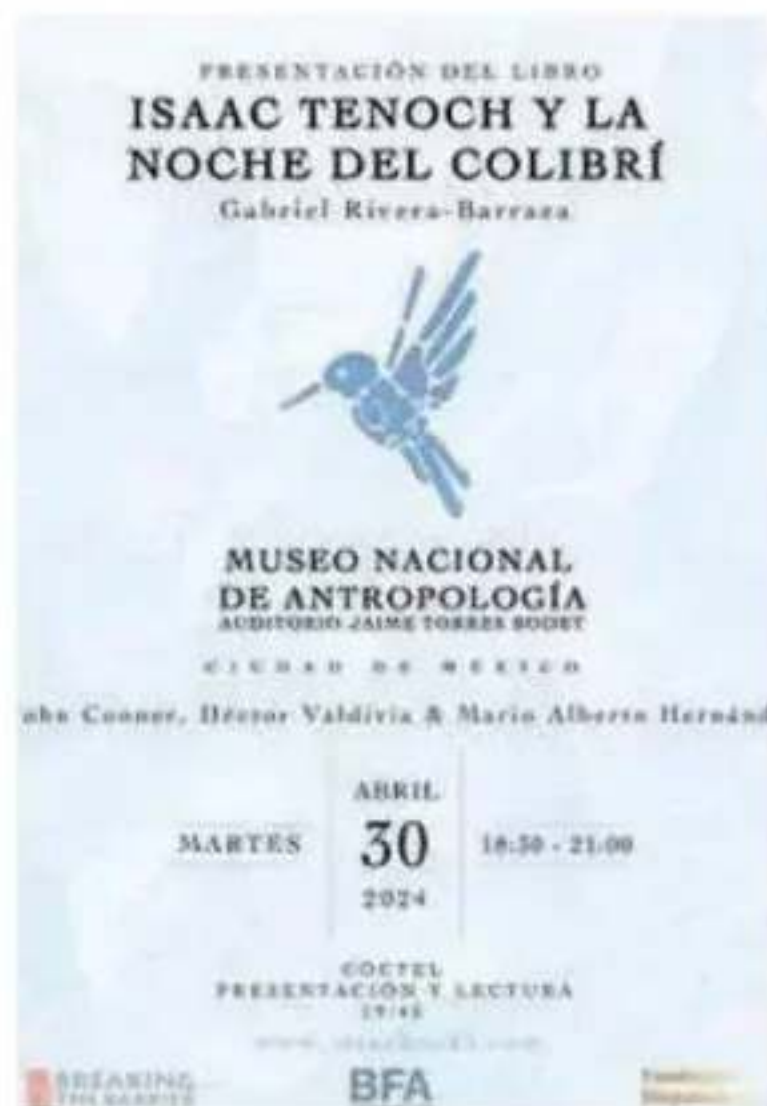 PRESENTACIÓN DEL LIBRO
ISAAC TENOCH Y LA
NOCHE DEL COLIBRÍ
Gabriel Rivera-Barraza
MUSEO NACIONAL
DE ANTROPOLOGÍA
AUDITORIO JAIME TORRES BODET
CIUDAD DE MÉXICO
Conner, Héctor Valdivia & Mario Alberto
ABRIL
MARTES 30 18:30 - 21:00
2024
COCTEL
PRESENTACIÓN Y LECTURA
BREAKING
BFA